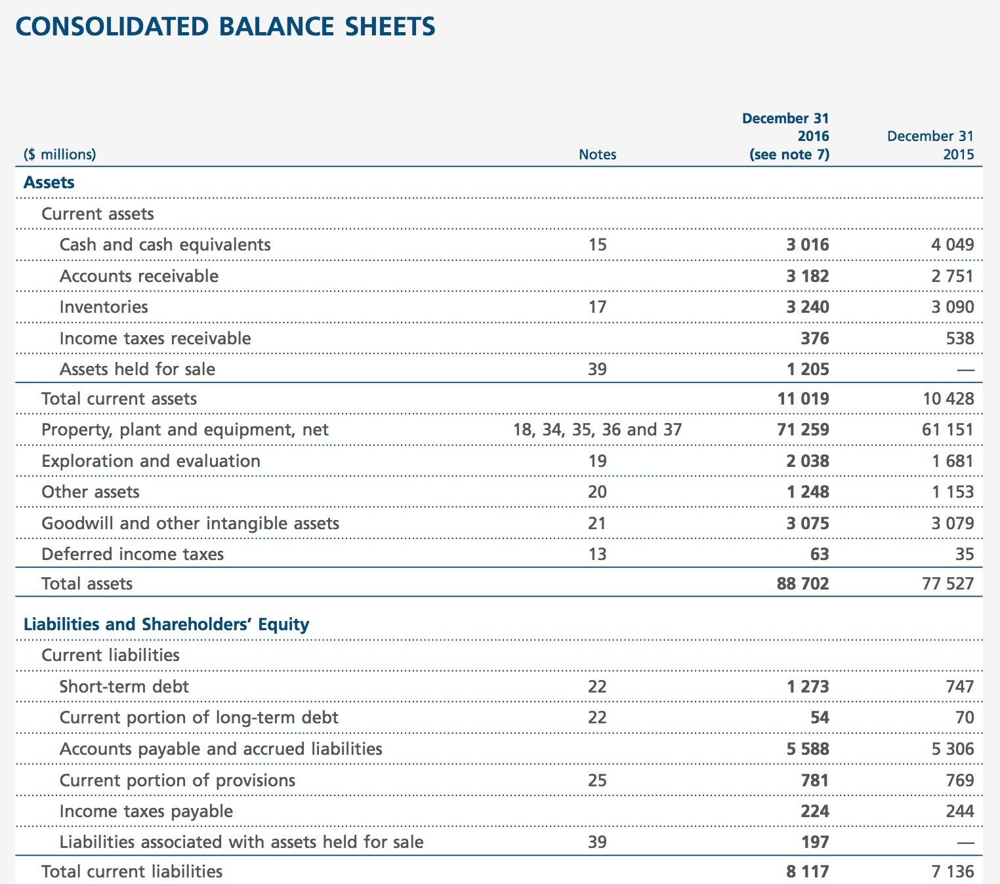 CONSOLIDATED BALANCE SHEETS
December 31
2016 December 31
($ millions) Notes (see note 7) 2015
Assets
Current assets
Cash and cash equivalents 15 3 016 4 049
Accounts receivable 3 182 2 751
Inventories 17 3 240 3 090
Income taxes receivable 376 538
Assets held for sale 39 1 205 —
Total current assets 11 019 10 428
Property, plant and equipment, net 18, 34, 35, 36 and 37 71 259 61 151
Exploration and evaluation 19 2 038 1 681
Other assets 20 1 248 1 153
Goodwill and other intangible assets 21 3 075 3 079
Deferred income taxes 13 63 35
Total assets 88 702 77 527
Liabilities and Shareholders’ Equity
Current liabilities
Short-term debt 22 1 273 747
Current portion of long-term debt 22 54 70
Accounts payable and accrued liabilities 5 588 5 306
Current portion of provisions 25 781 769
Income taxes payable 224 244
Liabilities associated with assets held for sale 39 197 —
Total current liabilities 8 117 7 136